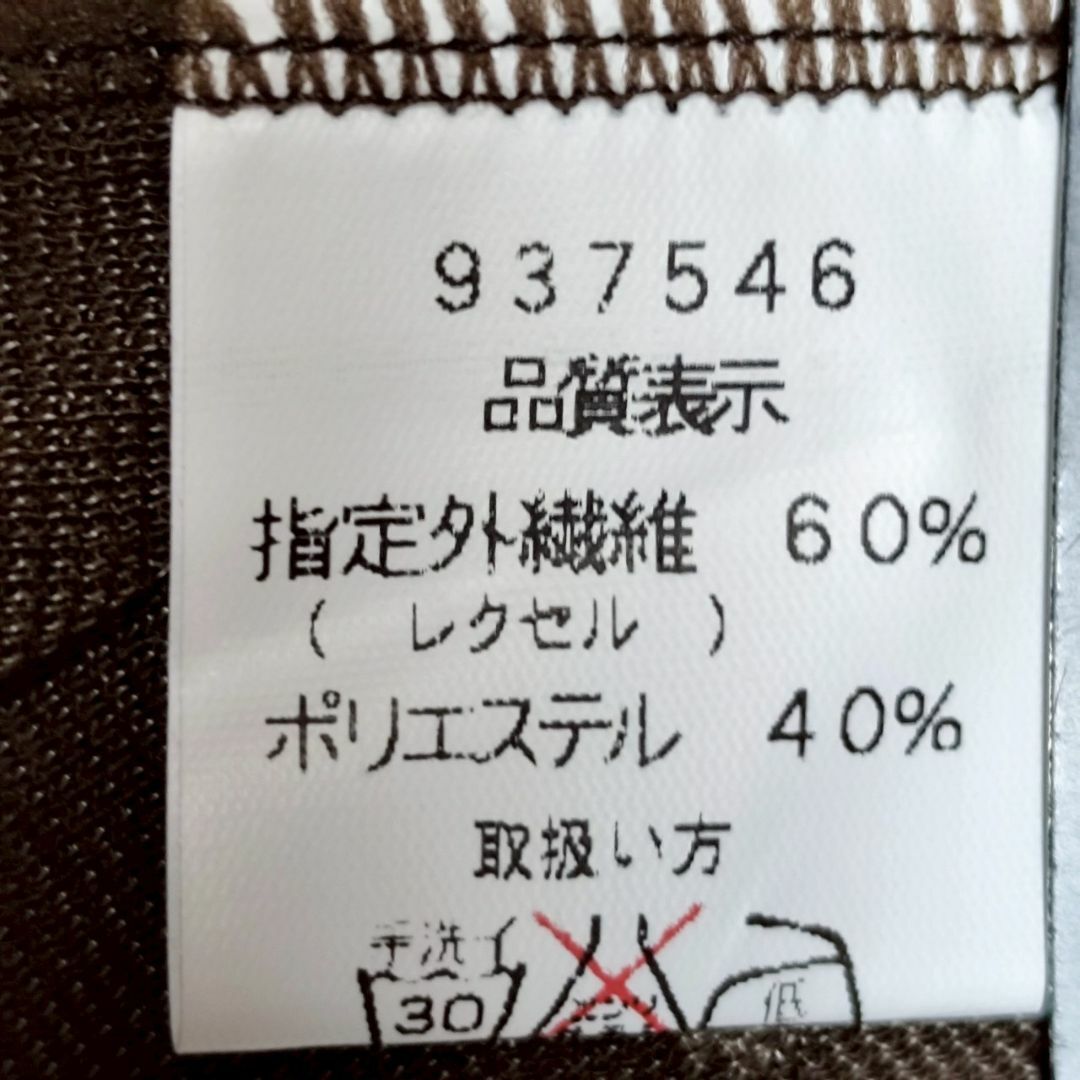 937546
品質表示
指定外繊維 60%
( レクセル )
ポリエステル 40%
取扱い方
手洗イ
30 低